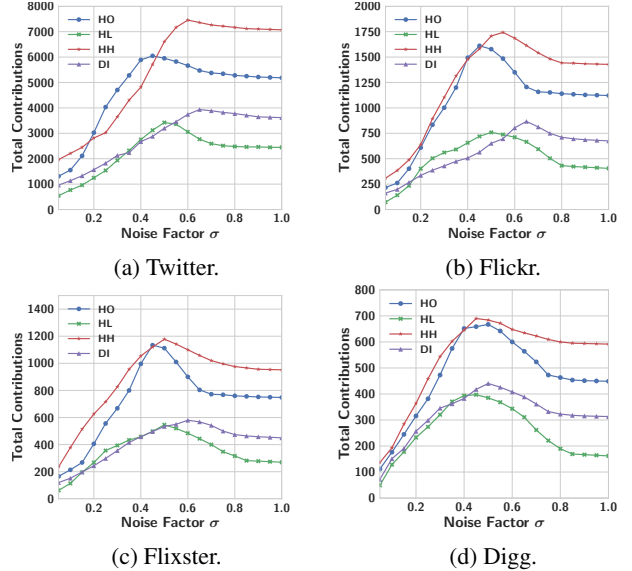 8000
7000
6000
5000
4000
3000
2000
1000
0
Total Contributions
HO
HL
HH
DI
0.2 0.4 0.6 0.8 1.0
Noise Factor σ
(a) Twitter.
2000
1750
1500
1250
1000
750
500
250
0
Total Contributions
HO
HL
HH
DI
0.2 0.4 0.6 0.8 1.0
Noise Factor σ
(b) Flickr.
1400
1200
1000
800
600
400
200
0
Total Contributions
HO
HL
HH
DI
0.2 0.4 0.6 0.8 1.0
Noise Factor σ
(c) Flixster.
800
700
600
500
400
300
200
100
0
Total Contributions
HO
HL
HH
DI
0.2 0.4 0.6 0.8 1.0
Noise Factor σ
(d) Digg.